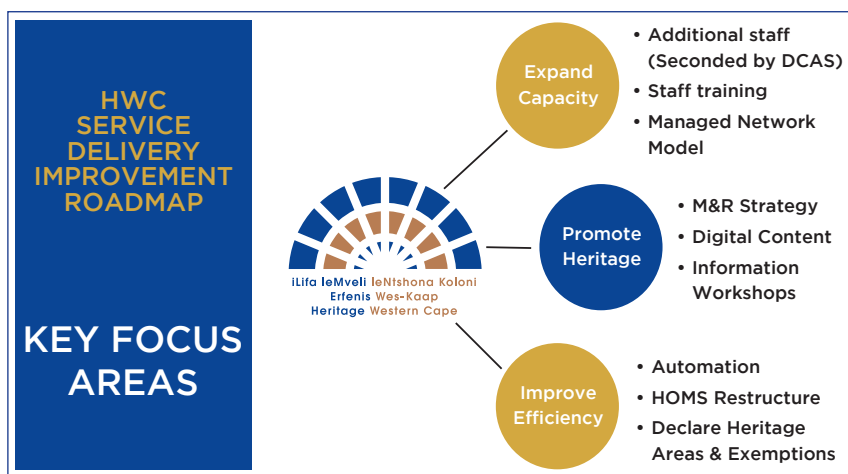 HWC
SERVICE
DELIVERY
IMPROVEMENT
ROADMAP
KEY FOCUS
AREAS
iLifa leMveli leNtshona Koloni
Erfenis Wes-Kaap
Heritage Western Cape
Expand
Capacity
• Additional staff
(Seconded by DCAS)
• Staff training
• Managed Network
Model
Promote
Heritage
• M&R Strategy
• Digital Content
• Information
Workshops
Improve
Efficiency
• Automation
• HOMS Restructure
• Declare Heritage
Areas & Exemptions